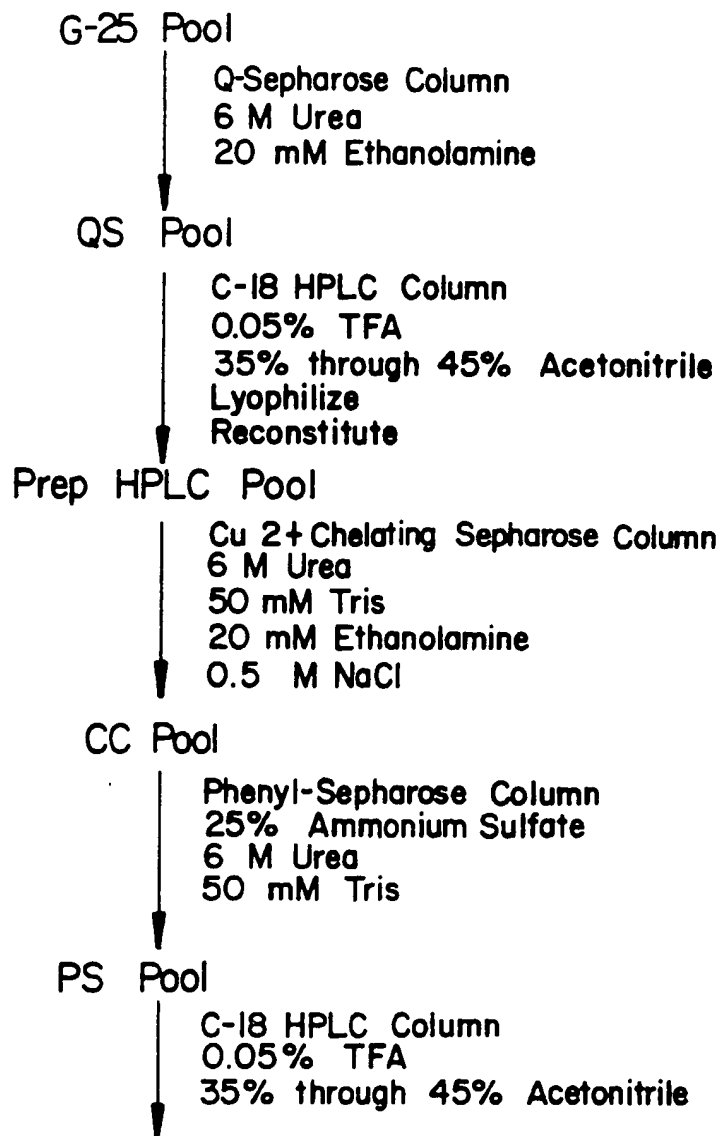 G-25 Pool
Q-Sepharose Column
6 M Urea
20 mM Ethanolamine
QS Pool
C-18 HPLC Column
0.05% TFA
35% through 45% Acetonitrile
Lyophilize
Reconstitute
Prep HPLC Pool
Cu 2+ Chelating Sepharose Column
6 M Urea
50 mM Tris
20 mM Ethanolamine
0.5 M NaCl
CC Pool
Phenyl-Sepharose Column
25% Ammonium Sulfate
6 M Urea
50 mM Tris
PS Pool
C-18 HPLC Column
0.05% TFA
35% through 45% Acetonitrile